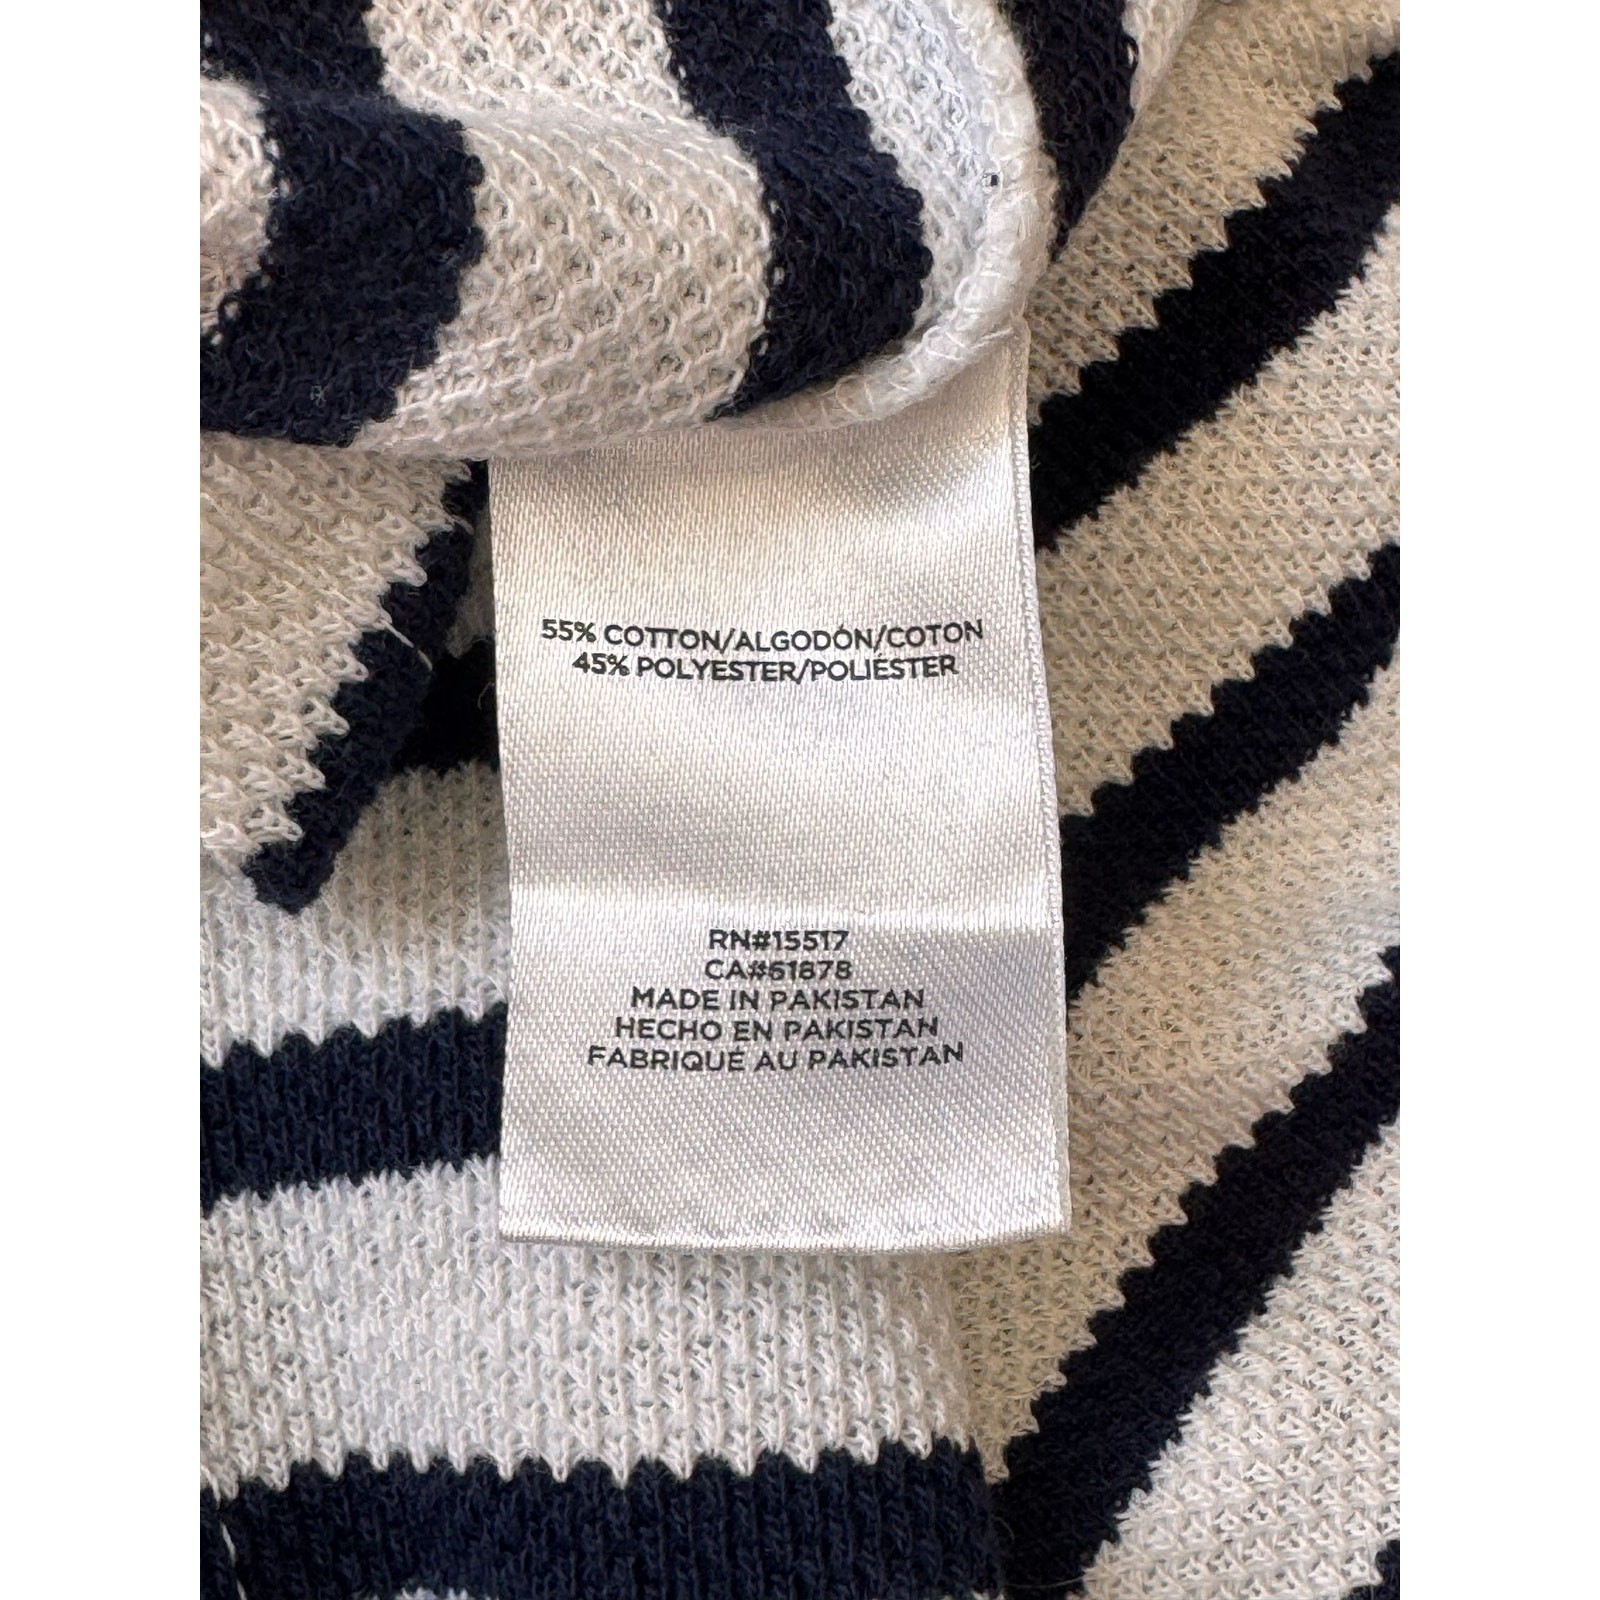 55% COTTON/ALGODÓN/COTON
45% POLYESTER/POLIÉSTER
RN#15517
CA#61878
MADE IN PAKISTAN
HECHO EN PAKISTAN
FABRIQUÉ AU PAKISTAN